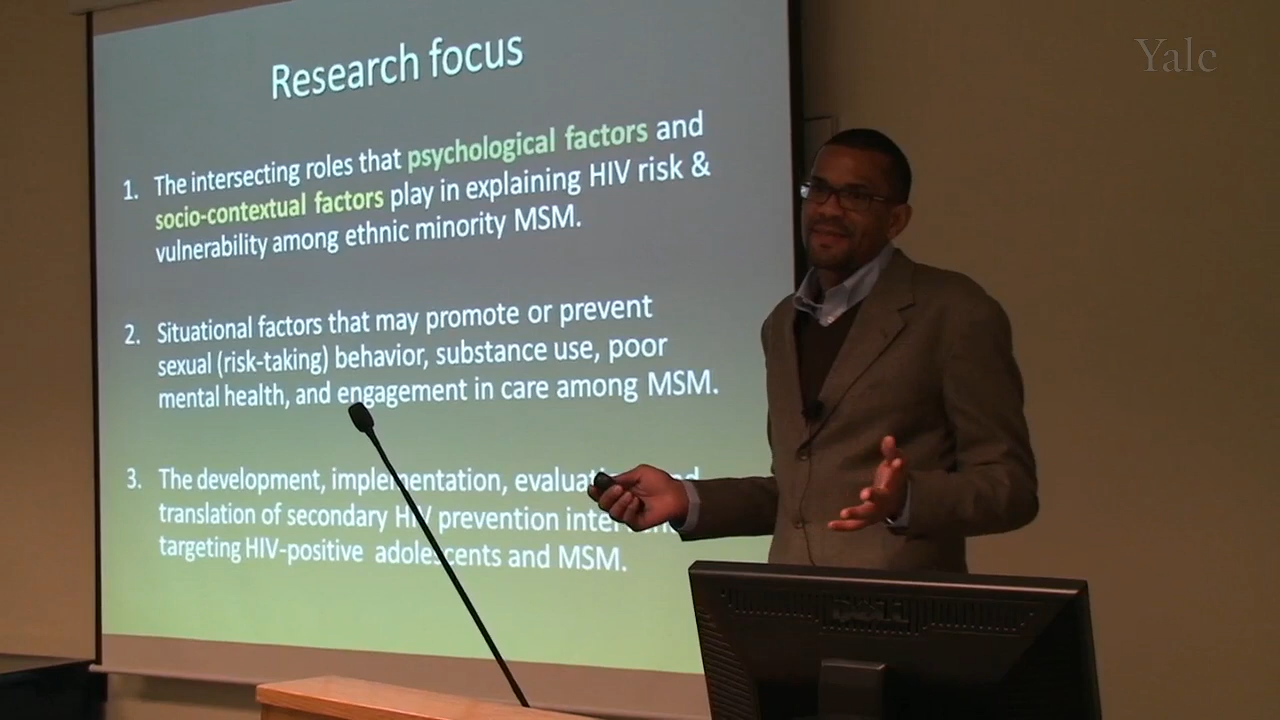 Yale
Research focus
1. The intersecting roles that psychological factors and
socio-contextual factors play in explaining HIV risk &
vulnerability among ethnic minority MSM.
2. Situational factors that may promote or prevent
sexual (risk-taking) behavior, substance use, poor
mental health, and engagement in care among MSM.
3. The development, implementation,
translation of secondary HIV prevention
targeting HIV-positive adolescents and MSM.
DELL